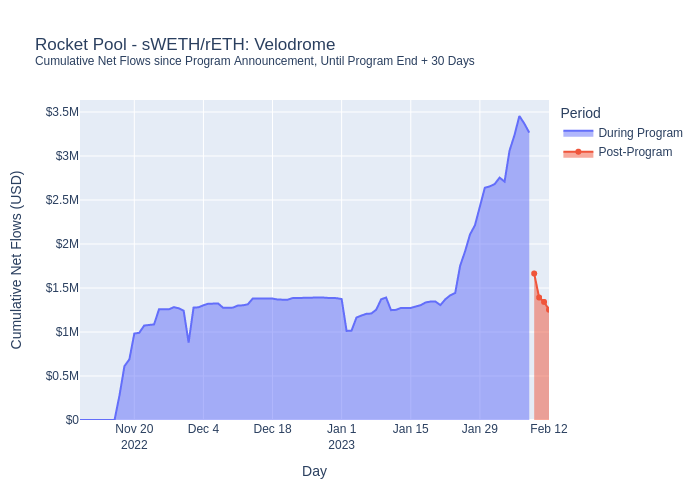 Rocket Pool - sWETH/rETH: Velodrome
Cumulative Net Flows since Program Announcement, Until Program End + 30 Days
Period
During Program
Post-Program
Cumulative Net Flows (USD)
$3.5M
$3M
$2.5M
$2M
$1.5M
$1M
$0.5M
$0
Nov 20
2022
Dec 4
Dec 18
Jan 1
2023
Jan 15
Jan 29
Feb 12
Day